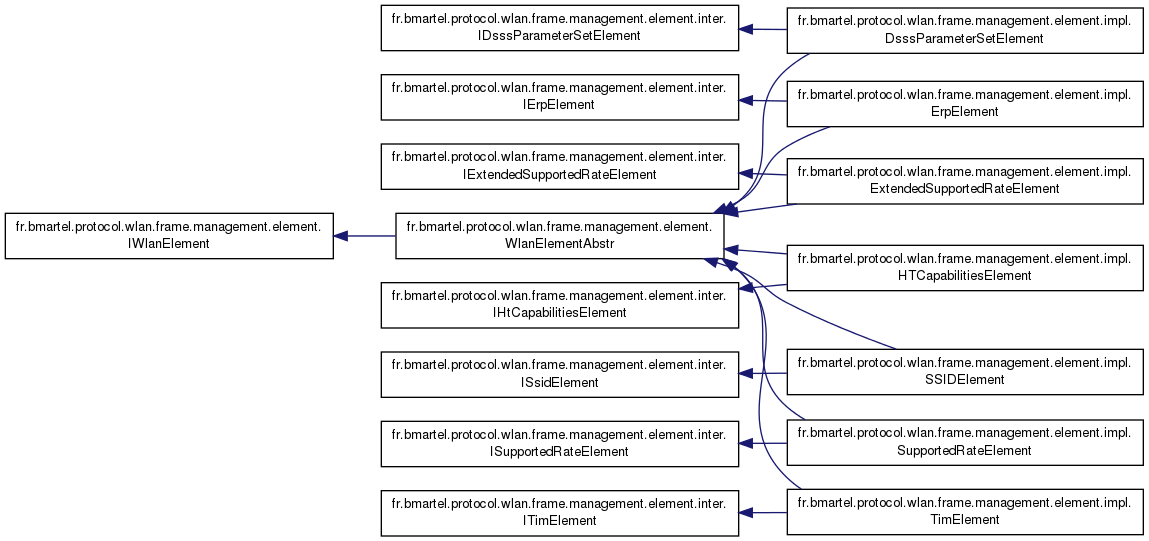 fr.bmartel.protocol.wlan.frame.management.element.
IWlanElement
fr.bmartel.protocol.wlan.frame.management.element.inter.
IDsssParameterSetElement
fr.bmartel.protocol.wlan.frame.management.element.inter.
IErpElement
fr.bmartel.protocol.wlan.frame.management.element.inter.
IExtendedSupportedRateElement
fr.bmartel.protocol.wlan.frame.management.element.
WlanElementAbstr
fr.bmartel.protocol.wlan.frame.management.element.inter.
IHtCapabilitiesElement
fr.bmartel.protocol.wlan.frame.management.element.inter.
ISsidElement
fr.bmartel.protocol.wlan.frame.management.element.inter.
ISupportedRateElement
fr.bmartel.protocol.wlan.frame.management.element.inter.
ITimElement
fr.bmartel.protocol.wlan.frame.management.element.impl.
DsssParameterSetElement
fr.bmartel.protocol.wlan.frame.management.element.impl.
ErpElement
fr.bmartel.protocol.wlan.frame.management.element.impl.
ExtendedSupportedRateElement
fr.bmartel.protocol.wlan.frame.management.element.impl.
HTCapabilitiesElement
fr.bmartel.protocol.wlan.frame.management.element.impl.
SSIDElement
fr.bmartel.protocol.wlan.frame.management.element.impl.
SupportedRateElement
fr.bmartel.protocol.wlan.frame.management.element.impl.
TimElement